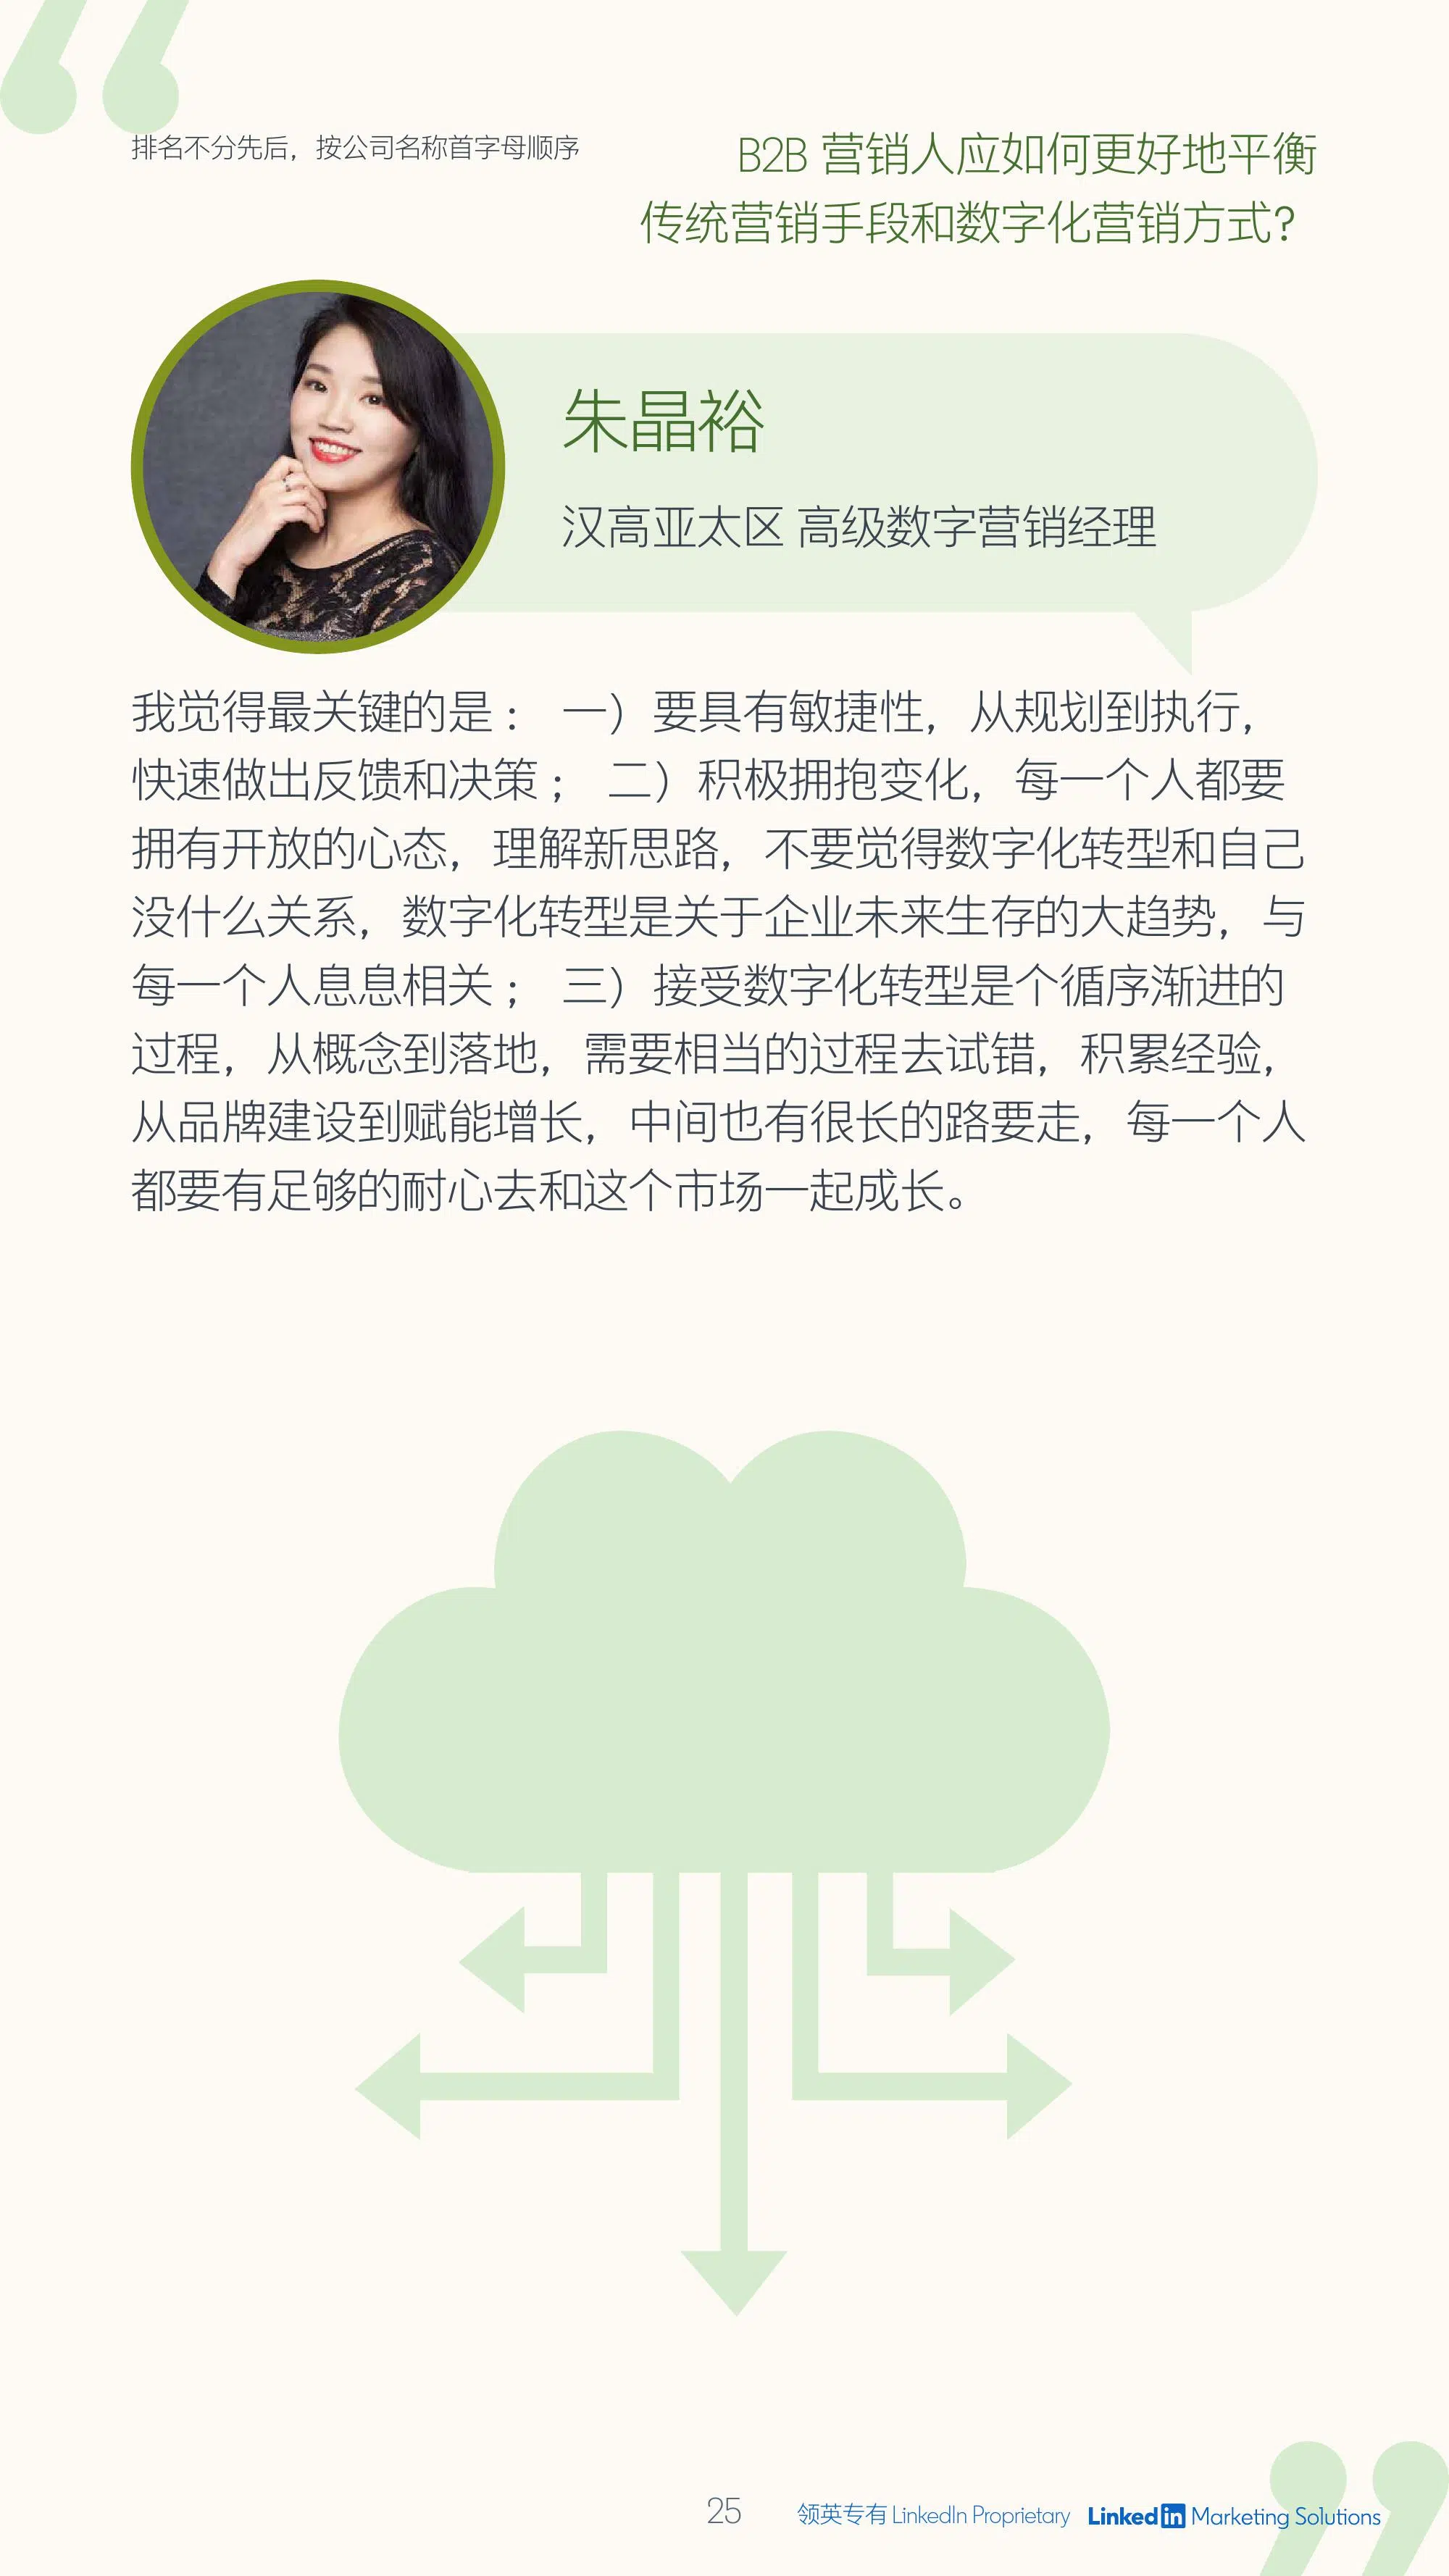 排名不分先后，按公司名称首字母顺序
B2B 营销人应如何更好地平衡
传统营销手段和数字化营销方式？
朱晶裕
汉高亚太区 高级数字营销经理
我觉得最关键的是： 一）要具有敏捷性，从规划到执行，
快速做出反馈和决策； 二）积极拥抱变化，每一个人都要
拥有开放的心态，理解新思路，不要觉得数字化转型和自己
没什么关系，数字化转型是关于企业未来生存的大趋势，与
每一个人息息相关； 三）接受数字化转型是个循序渐进的
过程，从概念到落地，需要相当的过程去试错，积累经验，
从品牌建设到赋能增长，中间也有很长的路要走，每一个人
都要有足够的耐心去和这个市场一起成长。
25 领英专有 LinkedIn Proprietary LinkedIn Marketing Solutions